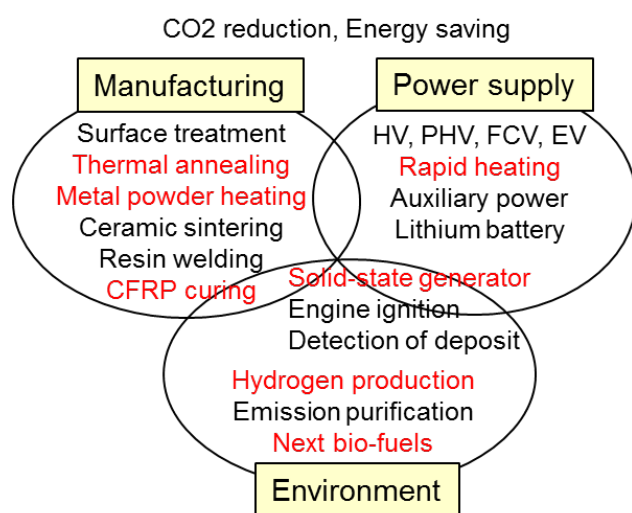 CO2 reduction, Energy saving
Manufacturing
Surface treatment
Thermal annealing
Metal powder heating
Ceramic sintering
Resin welding
CFRP curing
Power supply
HV, PHV, FCV, EV
Rapid heating
Auxiliary power
Lithium battery
Solid-state generator
Engine ignition
Detection of deposit
Hydrogen production
Emission purification
Next bio-fuels
Environment